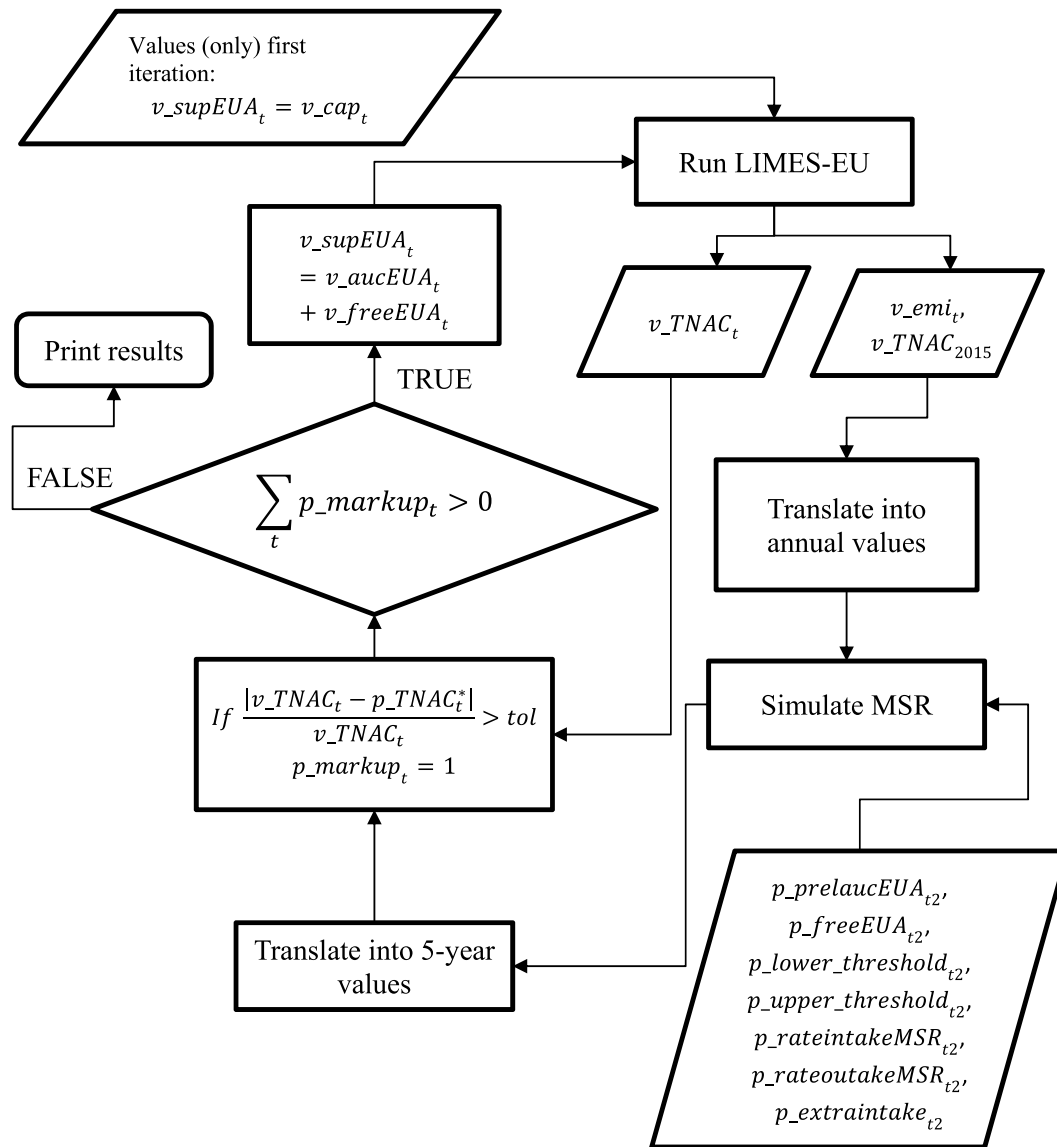 Values (only) first
iteration:
v_supEUA_t = v_cap_t
Run LIMES-EU
v_supEUA_t
= v_aucEUA_t
+ v_freeEUA_t
v_TNAC_t
v_emi_t,
v_TNAC_2015
Print results
TRUE
FALSE
∑_t p_markup_t > 0
Translate into
annual values
If |v_TNAC_t − p_TNAC_t^*| / v_TNAC_t > tol
p_markup_t = 1
Simulate MSR
Translate into 5-year
values
p_prelaucEUA_t2,
p_freeEUA_t2,
p_lower_threshold_t2,
p_upper_threshold_t2,
p_rateintakeMSR_t2,
p_rateoutakeMSR_t2,
p_extraintake_t2